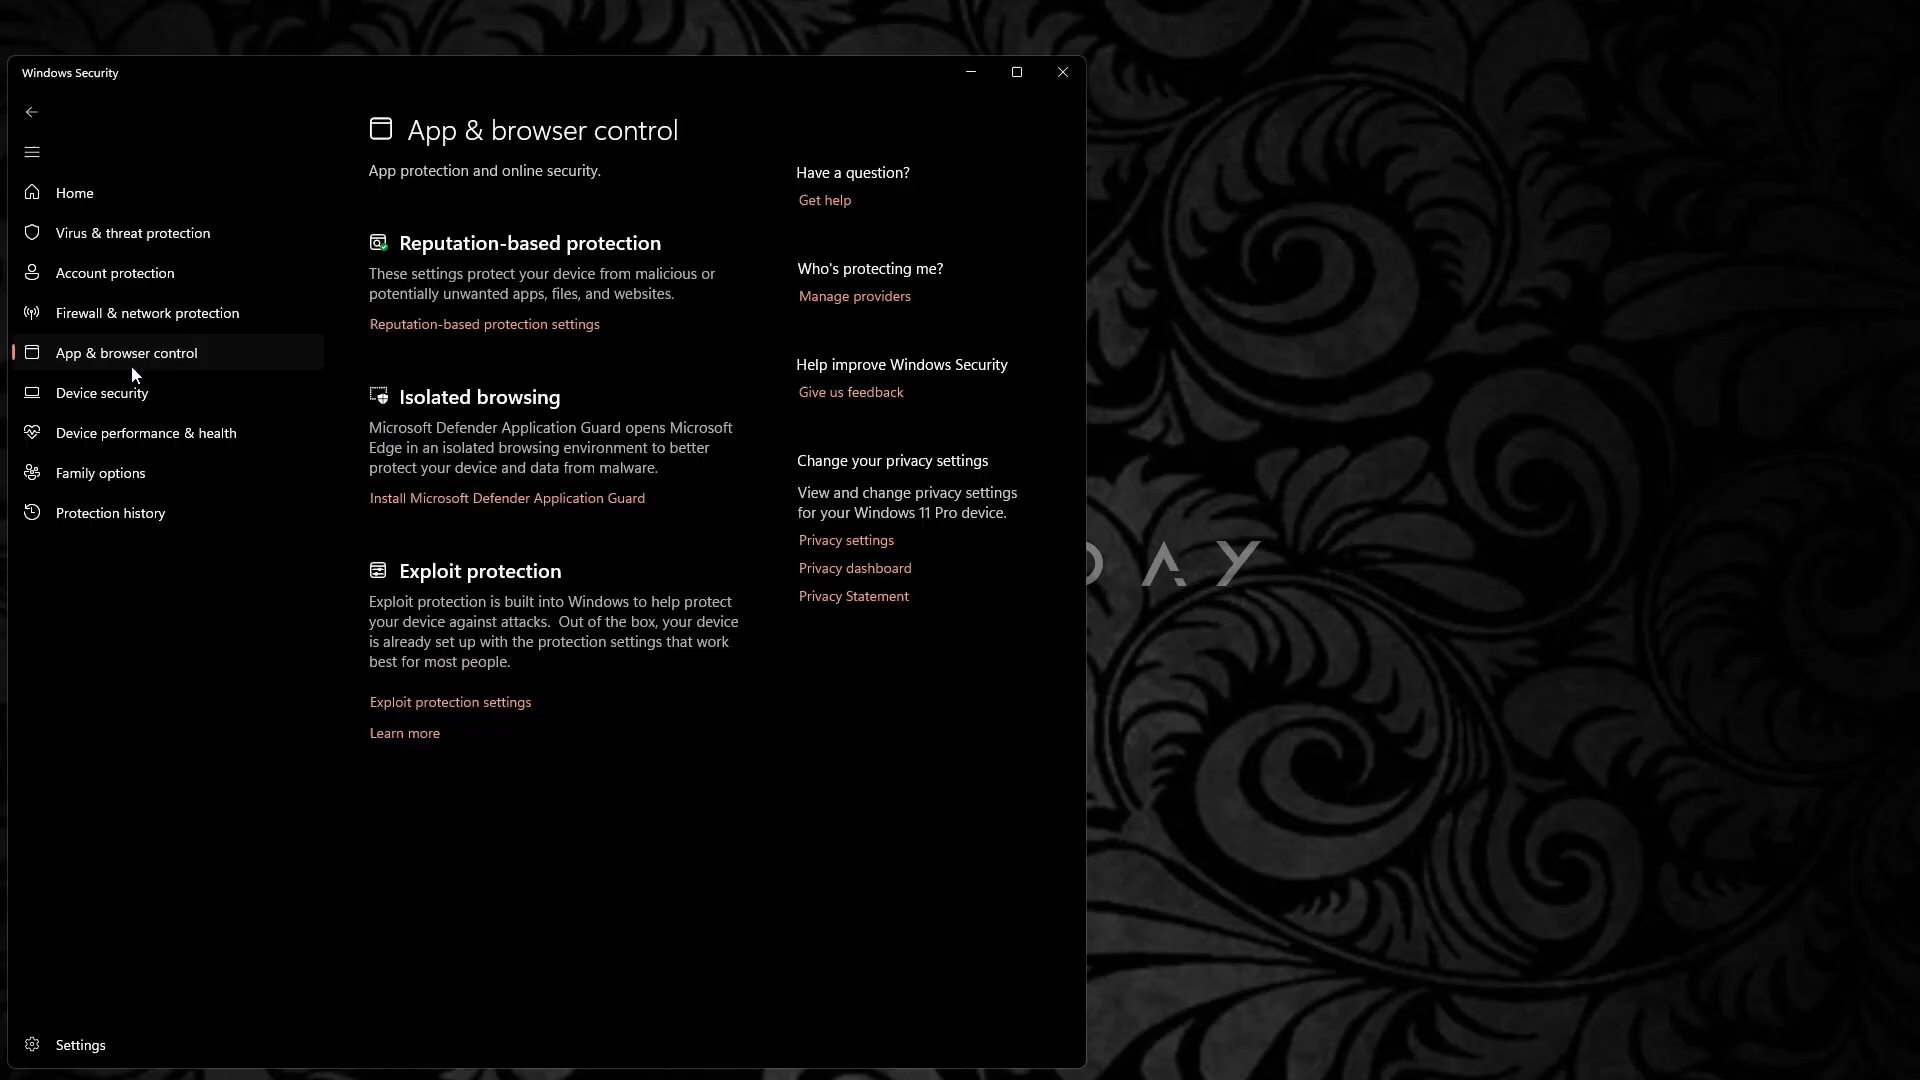 Windows Security
Home
Virus & threat protection
Account protection
Firewall & network protection
App & browser control
Device security
Device performance & health
Family options
Protection history
Settings
App & browser control
App protection and online security.
Reputation-based protection
These settings protect your device from malicious or
potentially unwanted apps, files, and websites.
Reputation-based protection settings
Isolated browsing
Microsoft Defender Application Guard opens Microsoft
Edge in an isolated browsing environment to better
protect your device and data from malware.
Install Microsoft Defender Application Guard
Exploit protection
Exploit protection is built into Windows to help protect
your device against attacks.  Out of the box, your device
is already set up with the protection settings that work
best for most people.
Exploit protection settings
Learn more
Have a question?
Get help
Who's protecting me?
Manage providers
Help improve Windows Security
Give us feedback
Change your privacy settings
View and change privacy settings
for your Windows 11 Pro device.
Privacy settings
Privacy dashboard
Privacy Statement